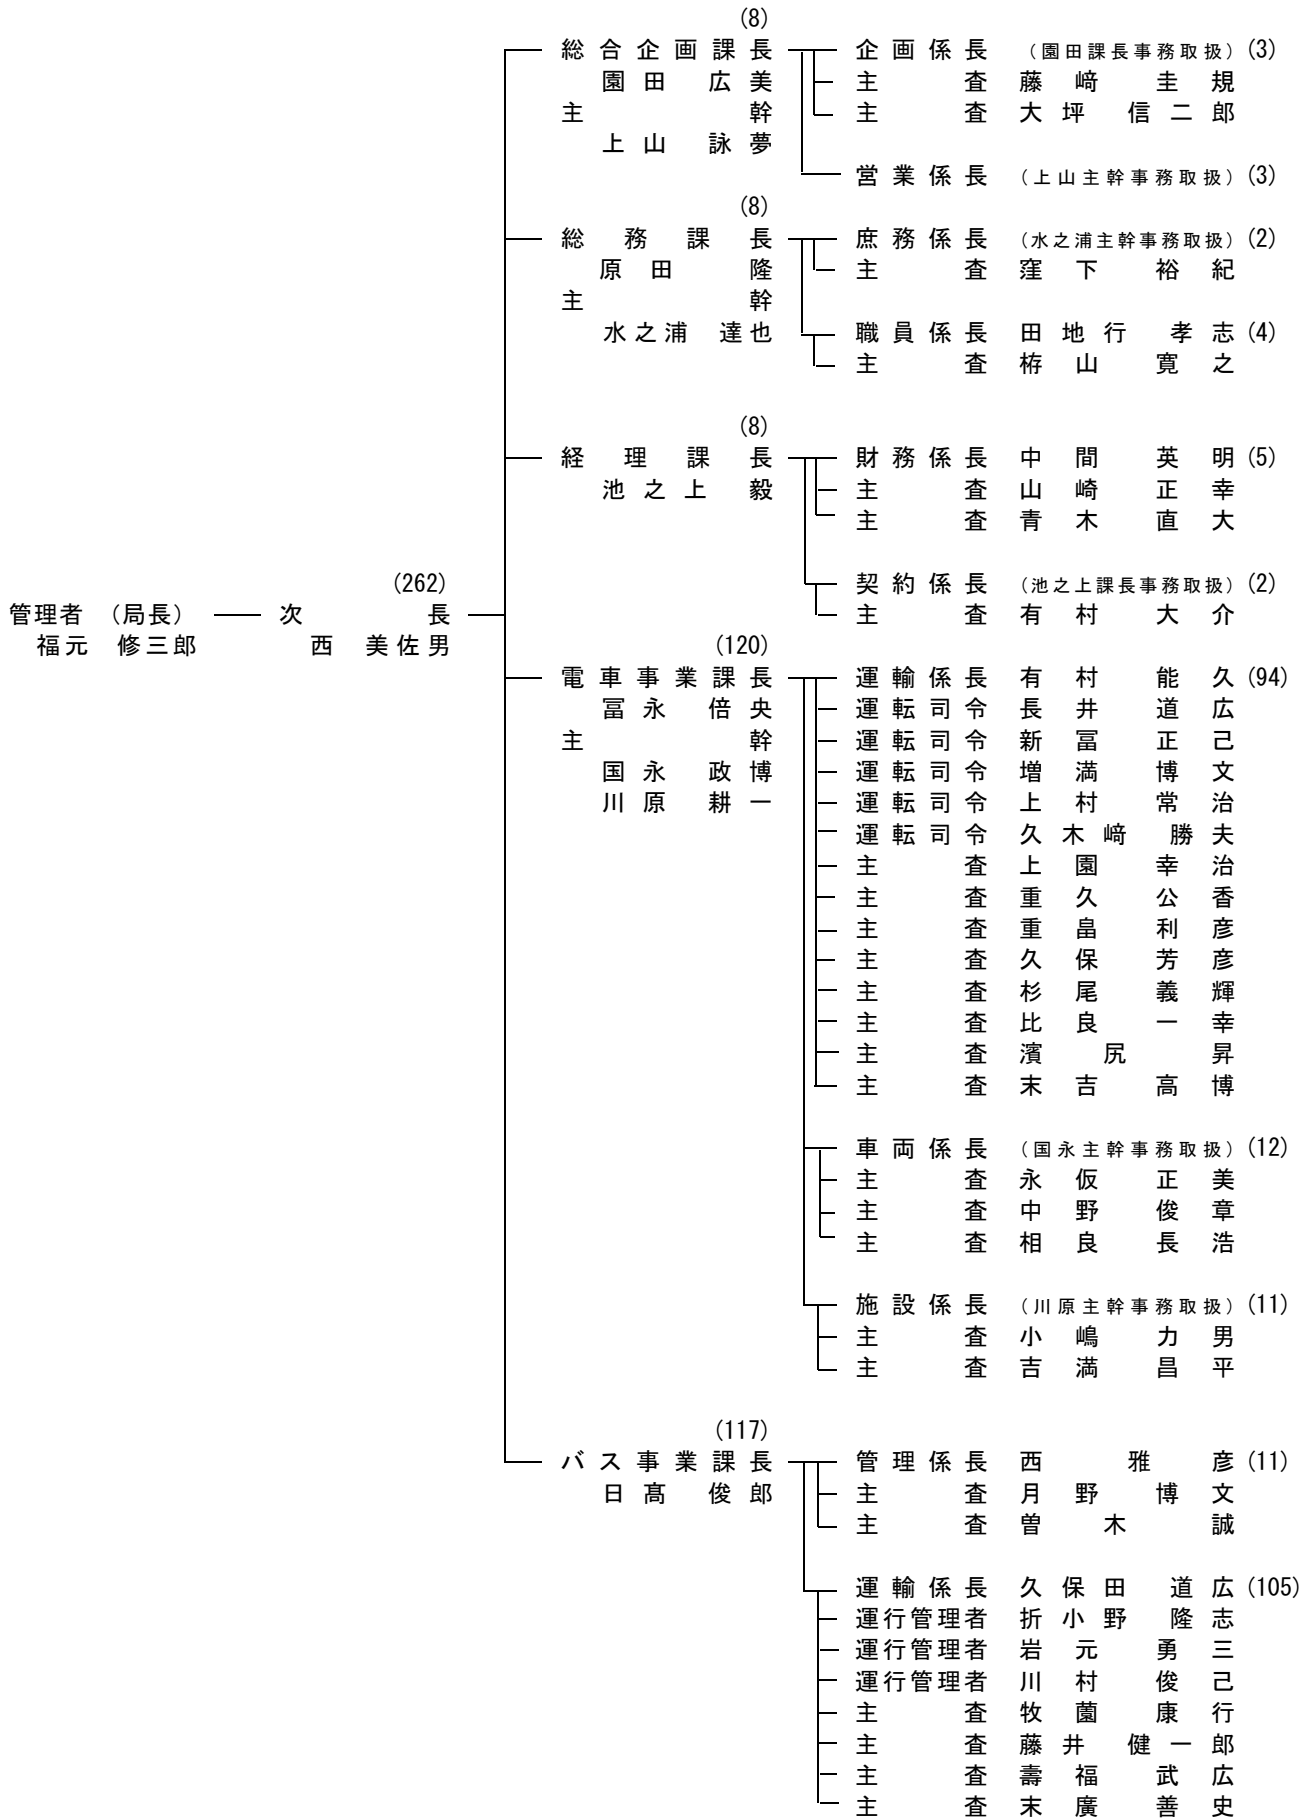 (8)
総合企画課長 企画係長 （園田課長事務取扱）(3)
園田 広美 主査 藤﨑 圭規
主幹 主査 大坪 信二郎
上山 詠夢
営業係長 （上山主幹事務取扱）(3)
(8)
総務課長 庶務係長 （水之浦主幹事務取扱）(2)
原田 隆 主査 窪下 裕紀
主幹
水之浦 達也 職員係長 田地行 孝志 (4)
主査 栫山 寛之
(8)
経理課長 財務係長 中間 英明 (5)
池之上 毅 主査 山崎 正幸
主査 青木 直大
(262) 契約係長 （池之上課長事務取扱）(2)
管理者 （局長） 次長 主査 有村 大介
福元 修三郎 西 美佐男 (120)
電車事業課長 運輸係長 有村 能久 (94)
冨永 倍央 運転司令 長井 道広
主幹 運転司令 新冨 正己
国永 政博 運転司令 増満 博文
川原 耕一 運転司令 上村 常治
運転司令 久木﨑 勝夫
主査 上園 幸治
主査 重久 公香
主査 重畠 利彦
主査 久保 芳彦
主査 杉尾 義輝
主査 比良 一幸
主査 濱尻 昇
主査 末吉 高博
車両係長 （国永主幹事務取扱）(12)
主査 永仮 正美
主査 中野 俊章
主査 相良 長浩
施設係長 （川原主幹事務取扱）(11)
主査 小嶋 力男
主査 吉満 昌平
(117)
バス事業課長 管理係長 西 雅彦 (11)
日髙 俊郎 主査 月野 博文
主査 曽木 誠
運輸係長 久保田 道広 (105)
運行管理者 折小野 隆志
運行管理者 岩元 勇三
運行管理者 川村 俊己
主査 牧薗 康行
主査 藤井 健一郎
主査 壽福 武広
主査 末廣 善史